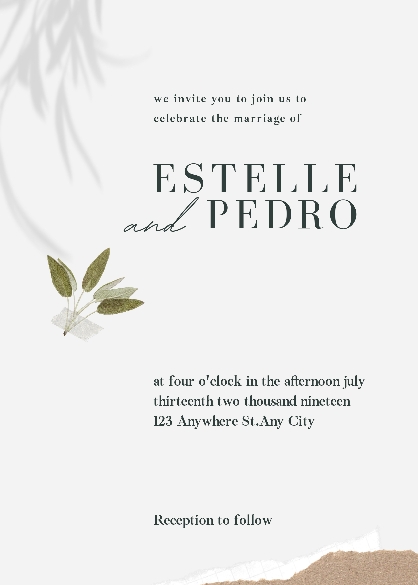 we invite you to join us to
celebrate the marriage of
ESTELLE
and PEDRO
at four o'clock in the afternoon july
thirteenth two thousand nineteen
123 Anywhere St.Any City
Reception to follow